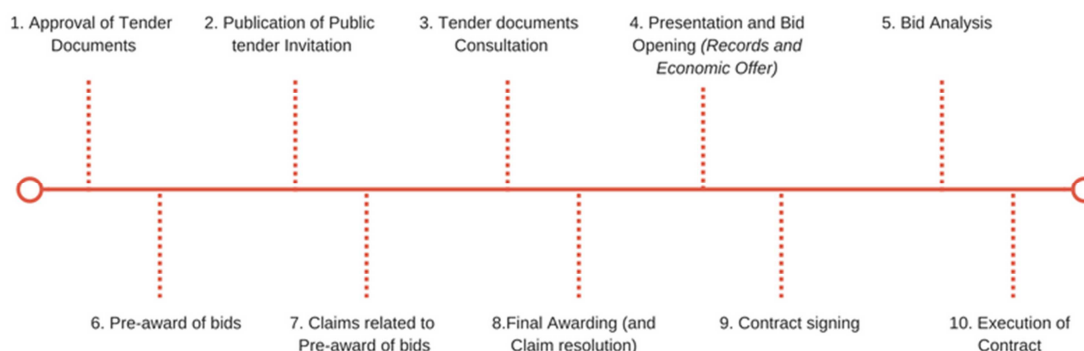 1. Approval of Tender
Documents
2. Publication of Public
tender Invitation
3. Tender documents
Consultation
4. Presentation and Bid
Opening (Records and
Economic Offer)
5. Bid Analysis
6. Pre-award of bids
7. Claims related to
Pre-award of bids
8.Final Awarding (and
Claim resolution)
9. Contract signing
10. Execution of
Contract